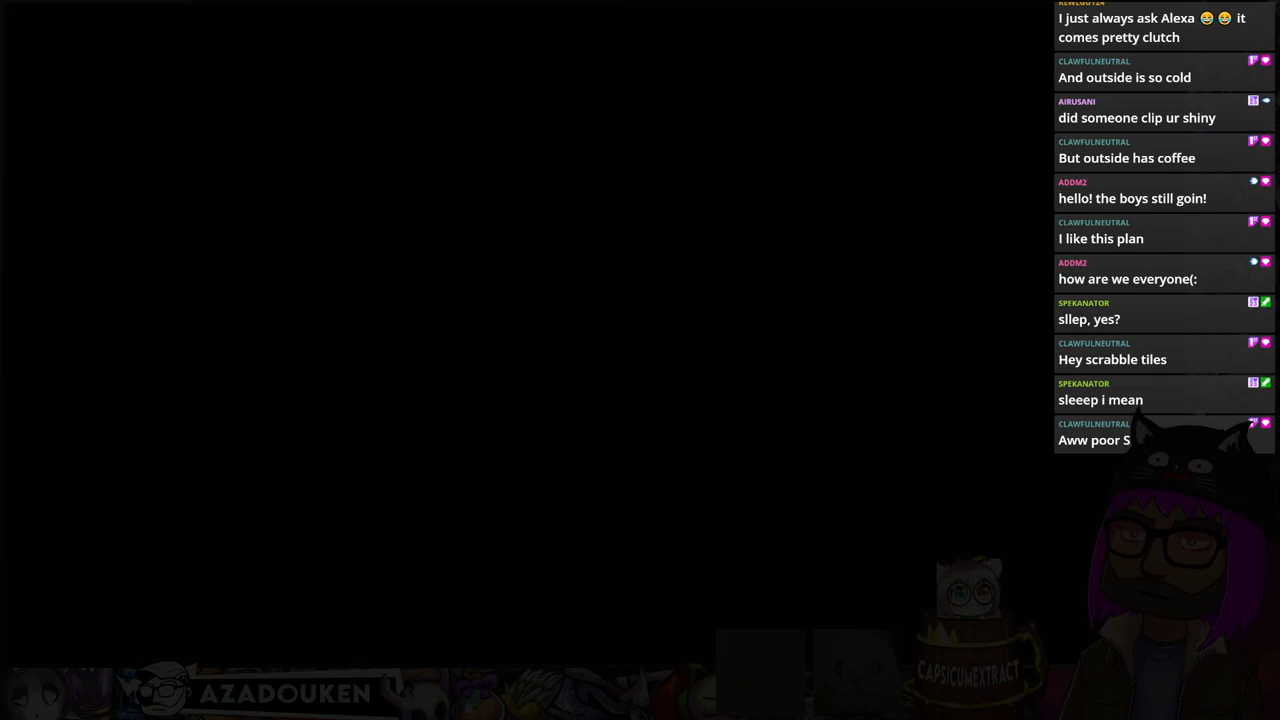 I just always ask Alexa 😂 😂 it
comes pretty clutch
CLAWFULNEUTRAL
And outside is so cold
AIRUSANI
did someone clip ur shiny
CLAWFULNEUTRAL
But outside has coffee
ADDM2
hello! the boys still goin!
CLAWFULNEUTRAL
I like this plan
ADDM2
how are we everyone(:
SPEKANATOR
sllep, yes?
CLAWFULNEUTRAL
Hey scrabble tiles
SPEKANATOR
sleeep i mean
CLAWFULNEUTRAL
Aww poor S
CAPSICUMEXTRACT
AZADOUKEN